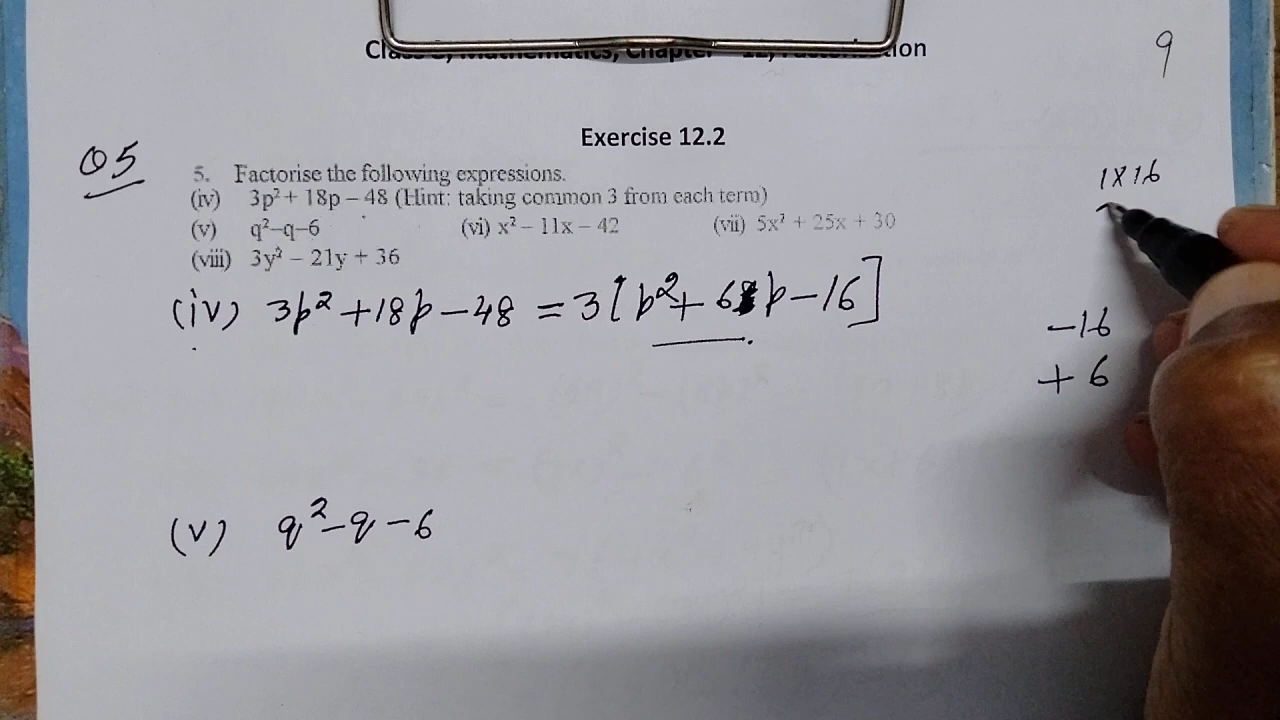 Class 8, Mathematics, Chapter – 12, Factorisation
9
Exercise 12.2
Q5
5. Factorise the following expressions.
(iv) 3p² + 18p – 48 (Hint: taking common 3 from each term)
(v) q²–q–6 (vi) x² – 11x – 42 (vii) 5x² + 25x + 30
(viii) 3y² – 21y + 36
1×16
(iv) 3p²+18p-48 = 3[p²+6p-16]
-16
+6
(v) q²-q-6